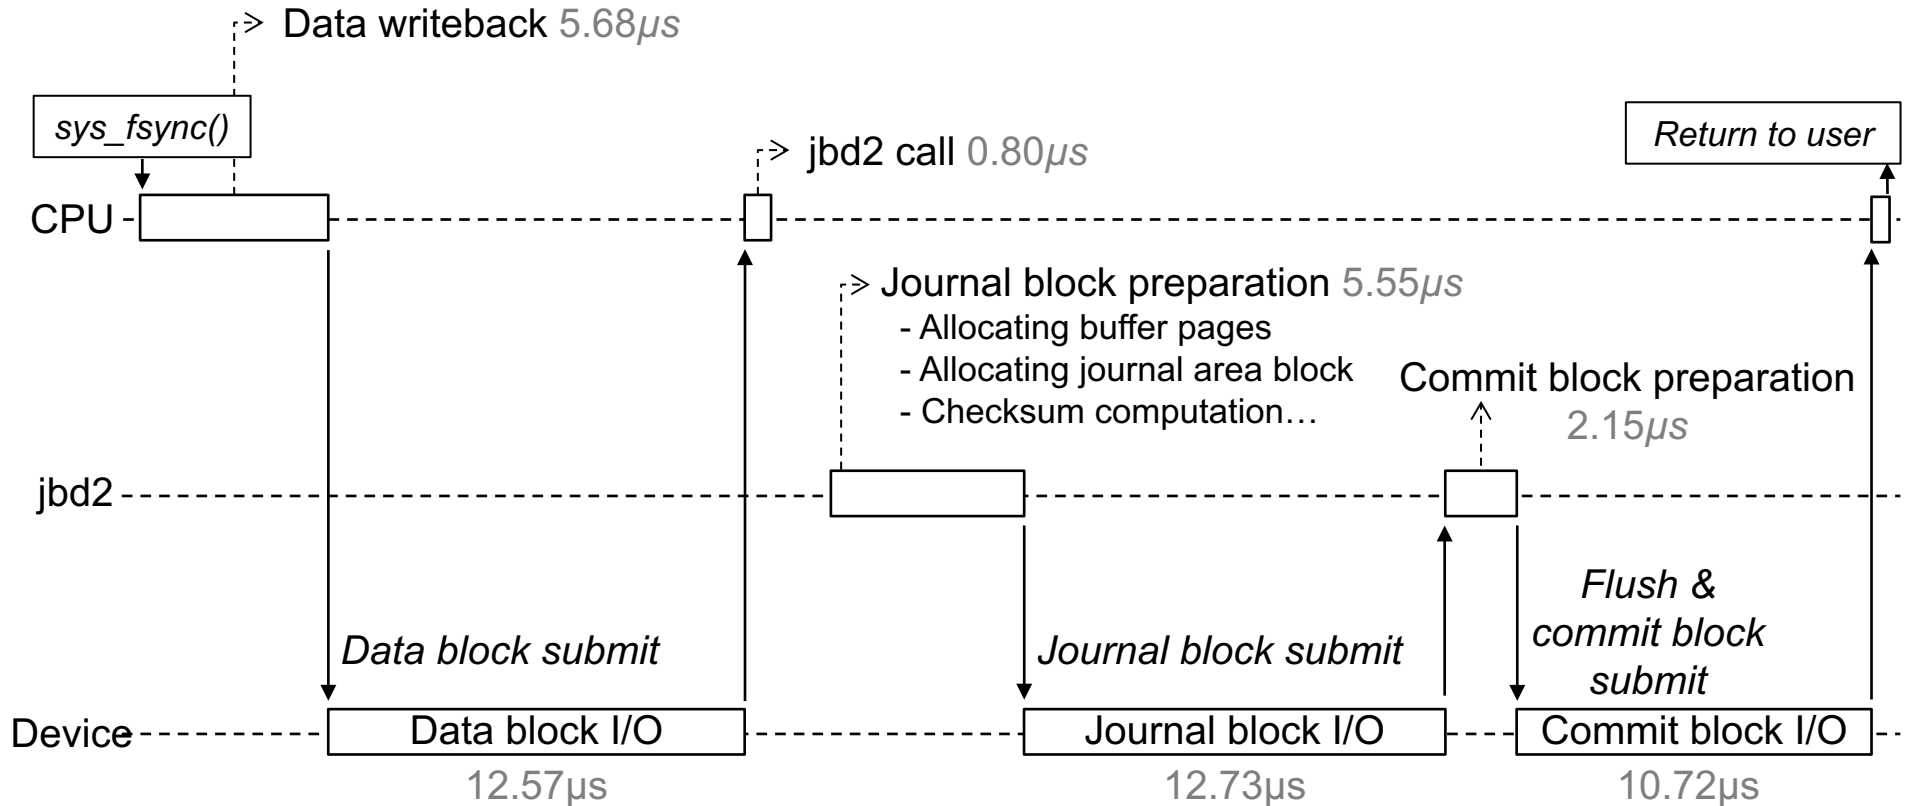 Data writeback 5.68µs
sys_fsync()
jbd2 call 0.80µs
Return to user
CPU
Journal block preparation 5.55µs
- Allocating buffer pages
- Allocating journal area block
- Checksum computation…
Commit block preparation
2.15µs
jbd2
Data block submit
Journal block submit
Flush &
commit block
submit
Device
Data block I/O
Journal block I/O
Commit block I/O
12.57µs
12.73µs
10.72µs